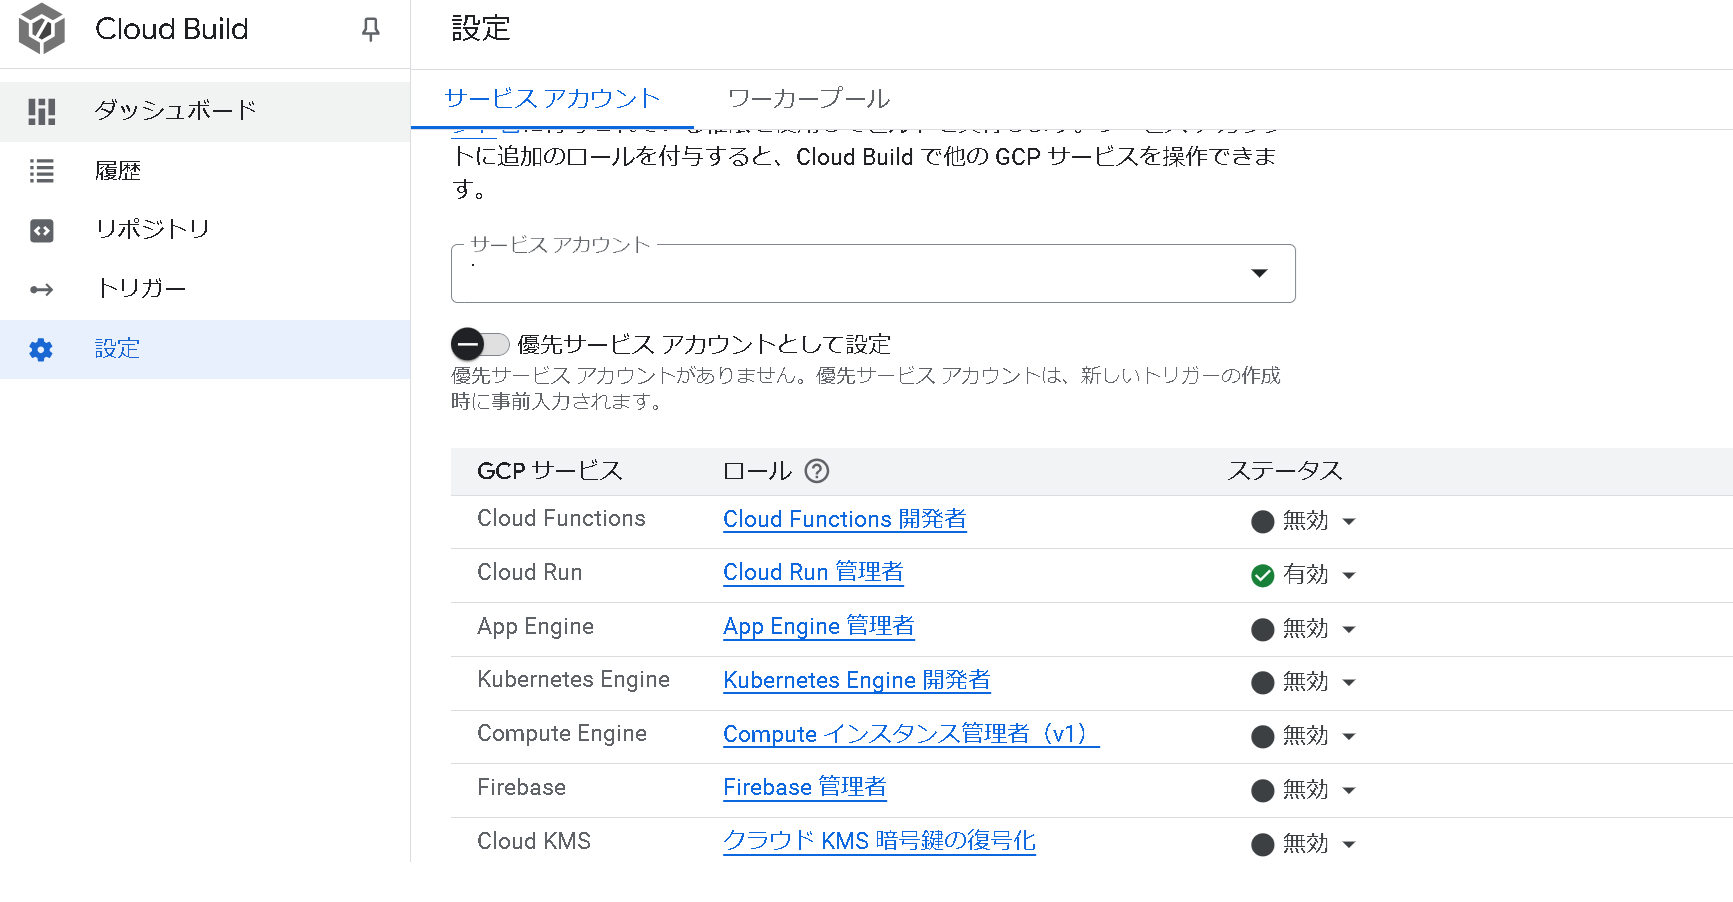 Cloud Build
設定
ダッシュボード
履歴
リポジトリ
トリガー
設定
サービス アカウント
ワーカープール
トに追加のロールを付与すると、Cloud Build で他の GCP サービスを操作できま
す。
サービス アカウント
優先サービス アカウントとして設定
優先サービス アカウントがありません。優先サービス アカウントは、新しいトリガーの作成
時に事前入力されます。
GCP サービス ロール ステータス
Cloud Functions Cloud Functions 開発者 無効
Cloud Run Cloud Run 管理者 有効
App Engine App Engine 管理者 無効
Kubernetes Engine Kubernetes Engine 開発者 無効
Compute Engine Compute インスタンス管理者（v1） 無効
Firebase Firebase 管理者 無効
Cloud KMS クラウド KMS 暗号鍵の復号化 無効